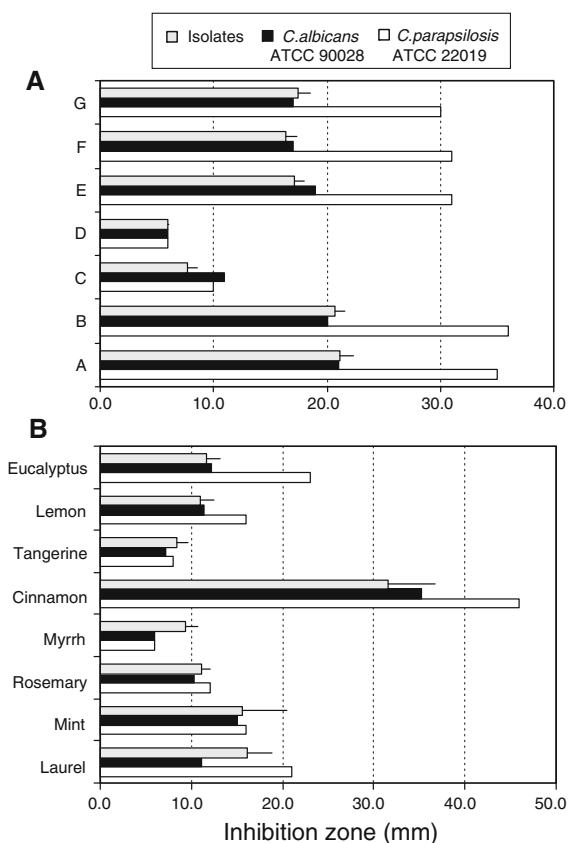 Isolates C.albicans C.parapsilosis
ATCC 90028 ATCC 22019
A
G
F
E
D
C
B
A
0.0 10.0 20.0 30.0 40.0
B
Eucalyptus
Lemon
Tangerine
Cinnamon
Myrrh
Rosemary
Mint
Laurel
0.0 10.0 20.0 30.0 40.0 50.0
Inhibition zone (mm)